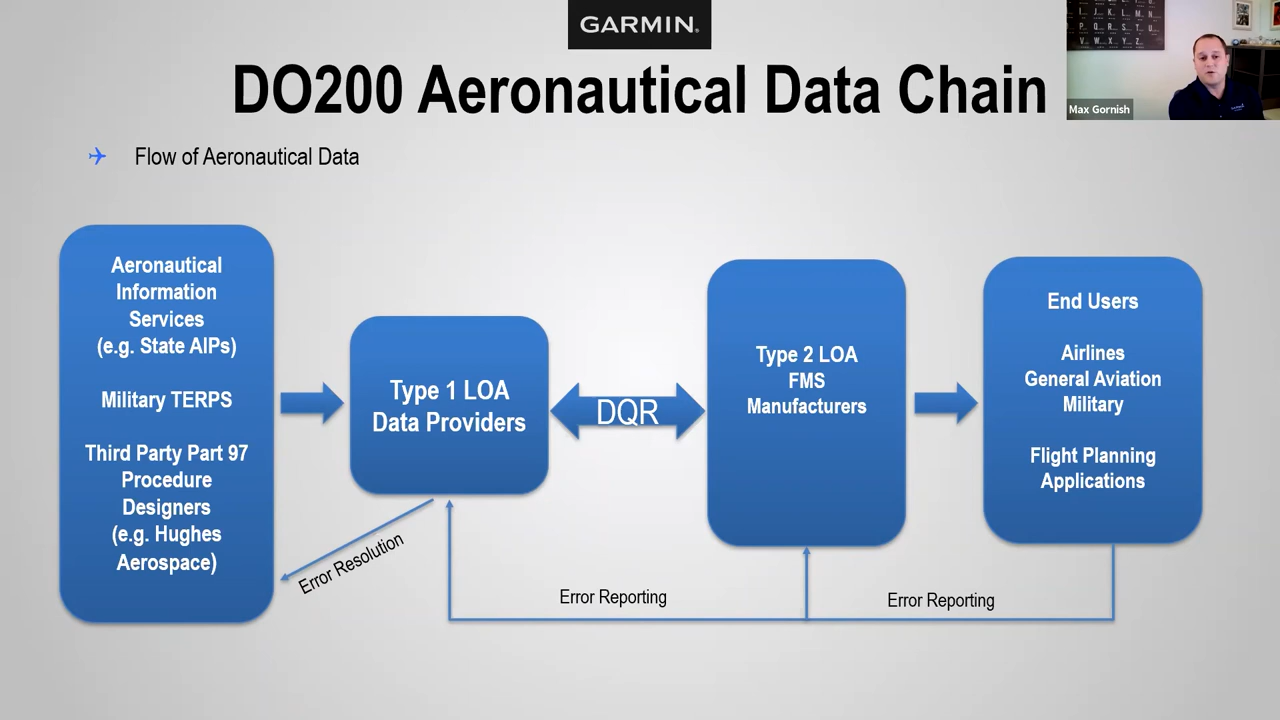 GARMIN.
DO200 Aeronautical Data Chain
Max Gornish
Flow of Aeronautical Data
Aeronautical
Information
Services
(e.g. State AIPs)
Military TERPS
Third Party Part 97
Procedure
Designers
(e.g. Hughes
Aerospace)
Type 1 LOA
Data Providers
DQR
Type 2 LOA
FMS
Manufacturers
End Users
Airlines
General Aviation
Military
Flight Planning
Applications
Error Resolution
Error Reporting
Error Reporting